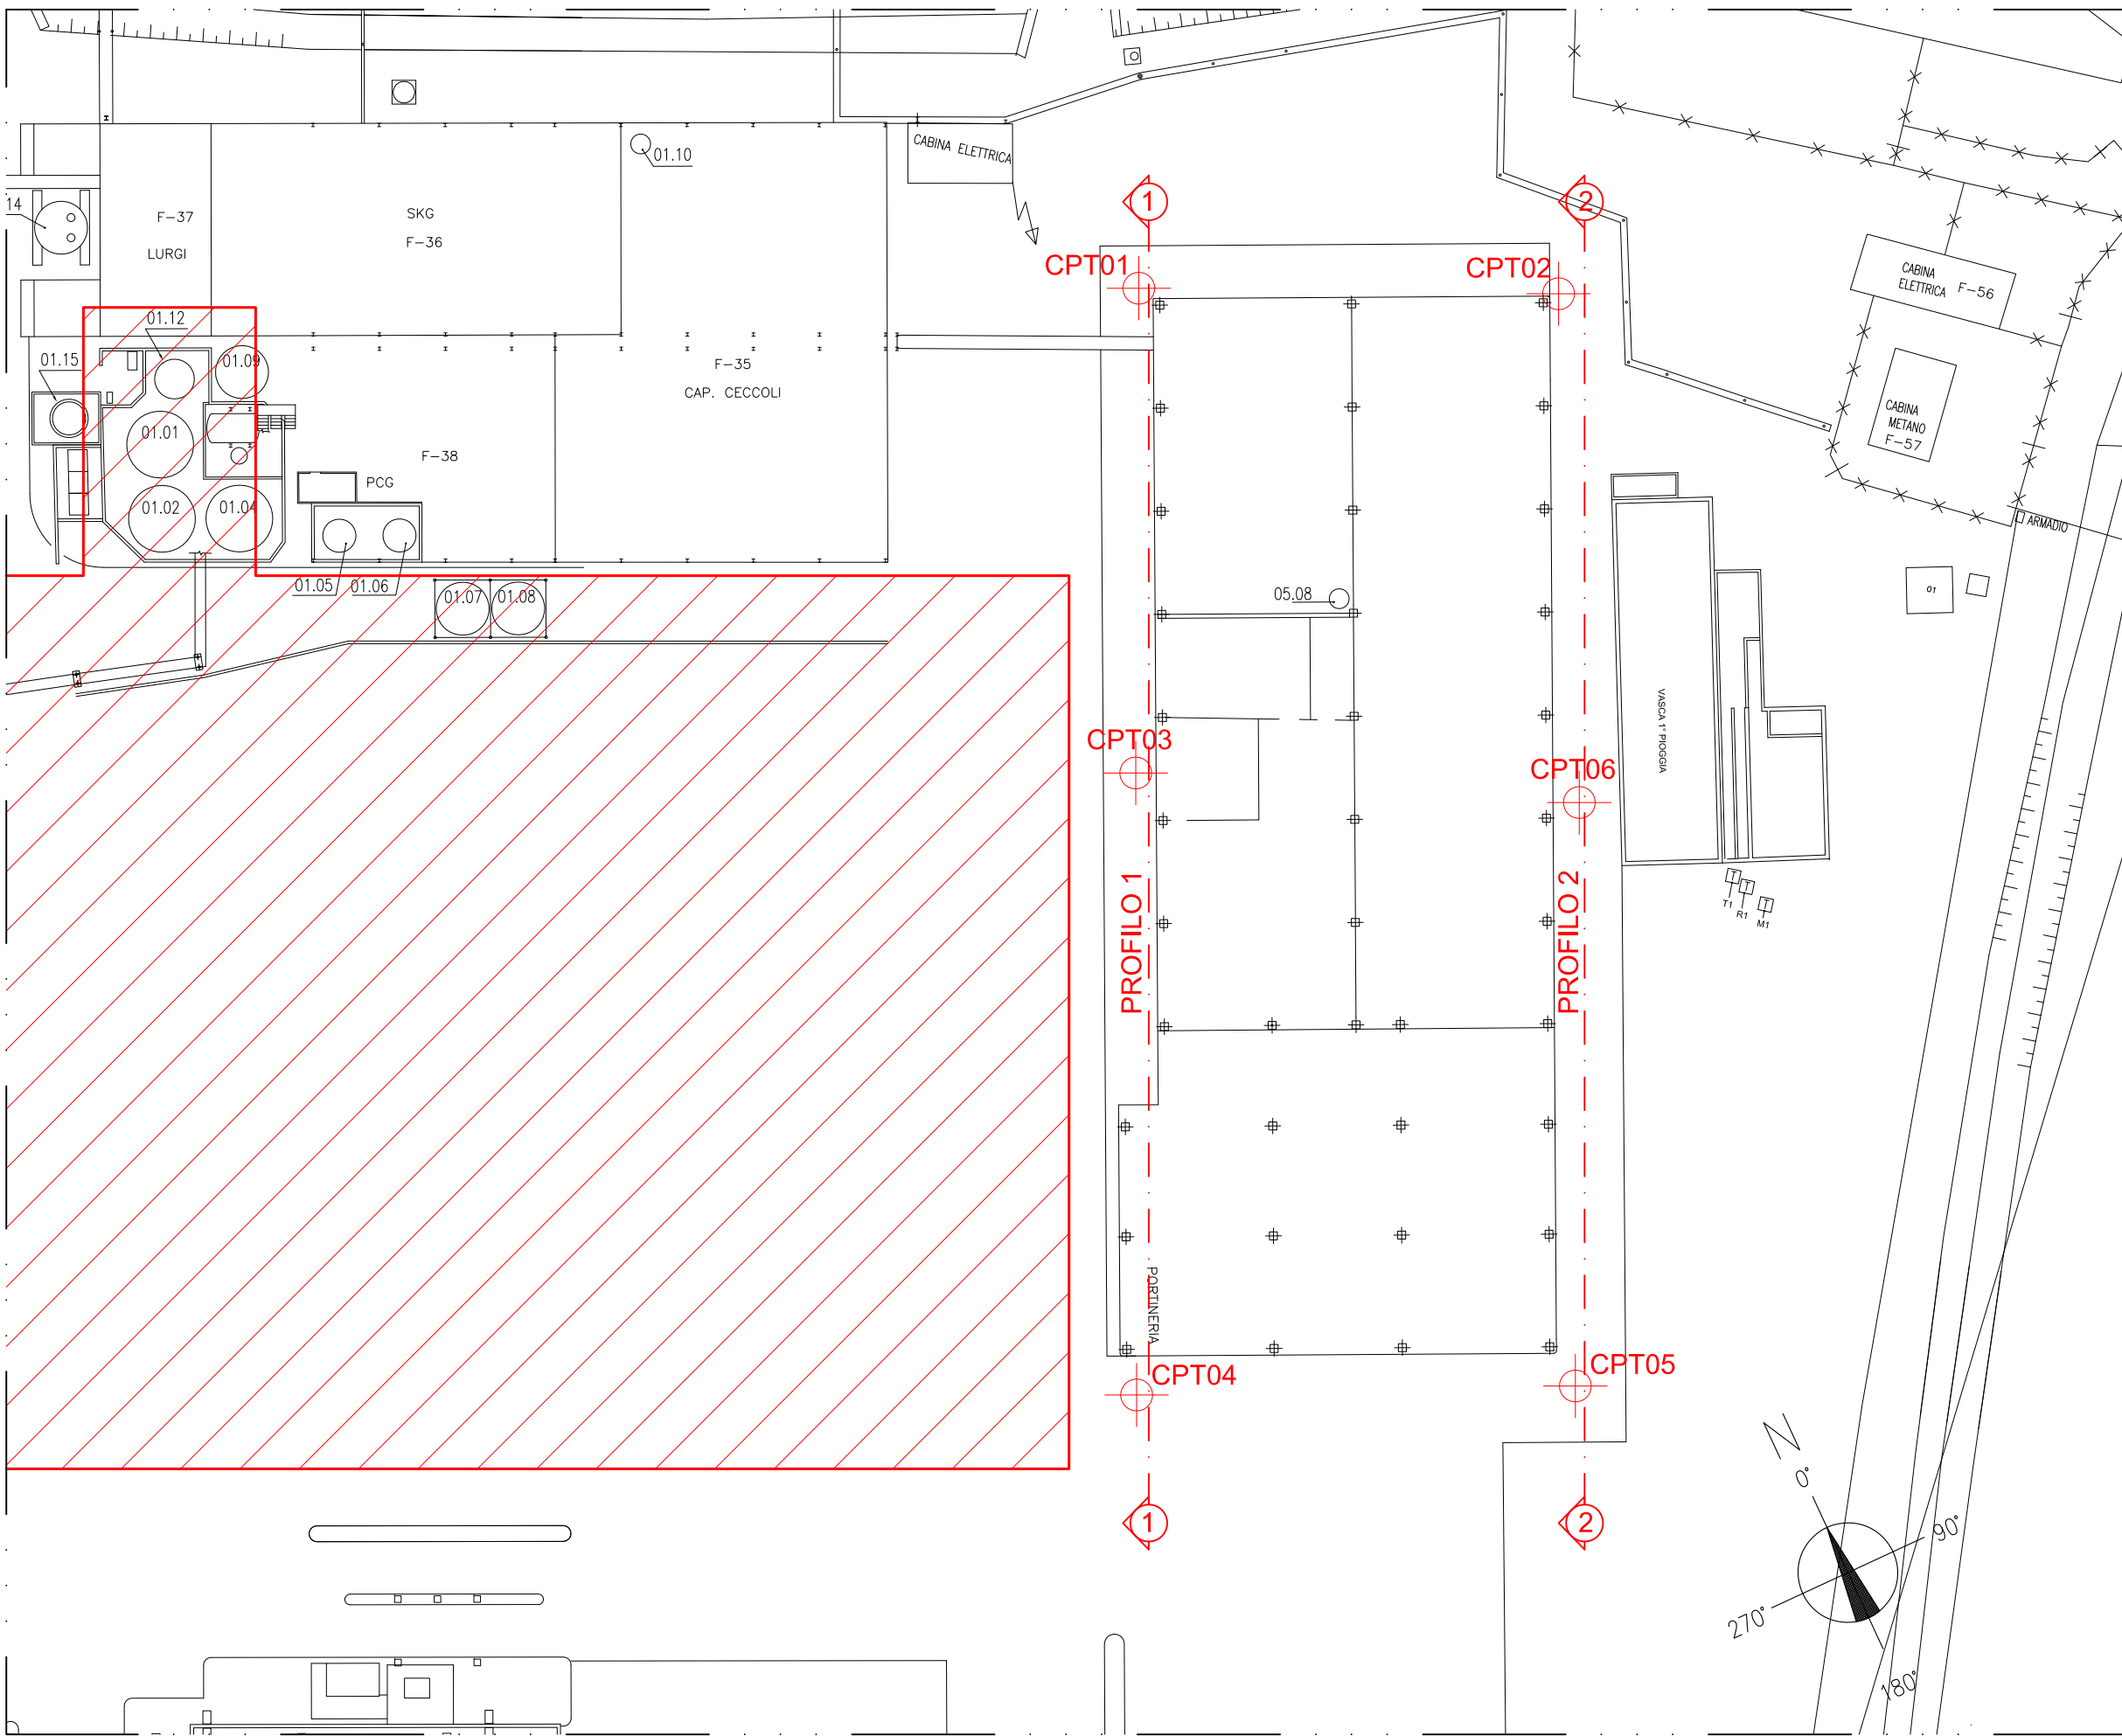 01.10
CABINA ELETTRICA
14
F-37
LURGI
SKG
F-36
1
2
CPT01
CPT02
CABINA
ELETTRICA
F-56
01.12
01.15
01.09
F-35
CAP. CECCOLI
01.01
F-38
PCG
01.02
01.04
CABINA
METANO
F-57
ARMADIO
01.05
01.06
01.07
01.08
05.08
01
VASCA 1° PIOGGIA
CPT03
CPT06
PROFILO 1
PROFILO 2
T
T
T
T1
R1
M1
PORTINERIA
CPT04
CPT05
N
0°
90°
270°
180°
1
2